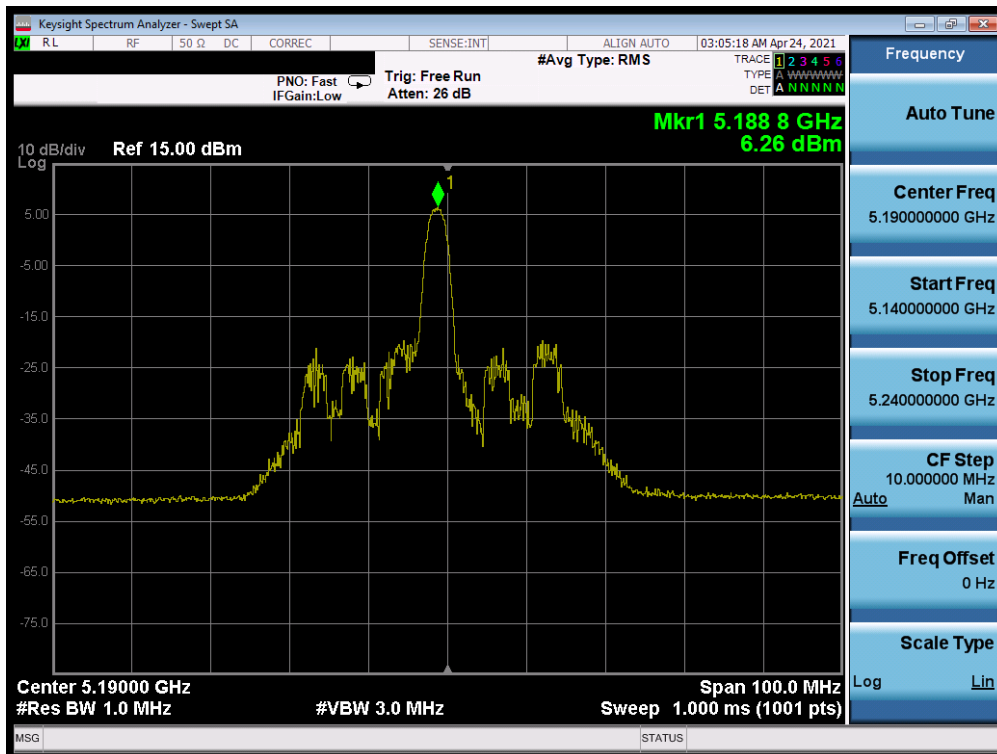 Keysight Spectrum Analyzer - Swept SA
LXI RL RF 50 Ω DC CORREC SENSE:INT ALIGN AUTO 03:05:18 AM Apr 24, 2021
PNO: Fast
IFGain:Low
Trig: Free Run
Atten: 26 dB
#Avg Type: RMS
TRACE 1 2 3 4 5 6
TYPE A WWWWW
DET A N N N N N
Mkr1 5.188 8 GHz
6.26 dBm
10 dB/div Ref 15.00 dBm
Log
1
5.00
-5.00
-15.0
-25.0
-35.0
-45.0
-55.0
-65.0
-75.0
Center 5.19000 GHz Span 100.0 MHz
#Res BW 1.0 MHz #VBW 3.0 MHz Sweep 1.000 ms (1001 pts)
MSG STATUS
Frequency
Auto Tune
Center Freq
5.190000000 GHz
Start Freq
5.140000000 GHz
Stop Freq
5.240000000 GHz
CF Step
10.000000 MHz
Auto Man
Freq Offset
0 Hz
Scale Type
Log Lin